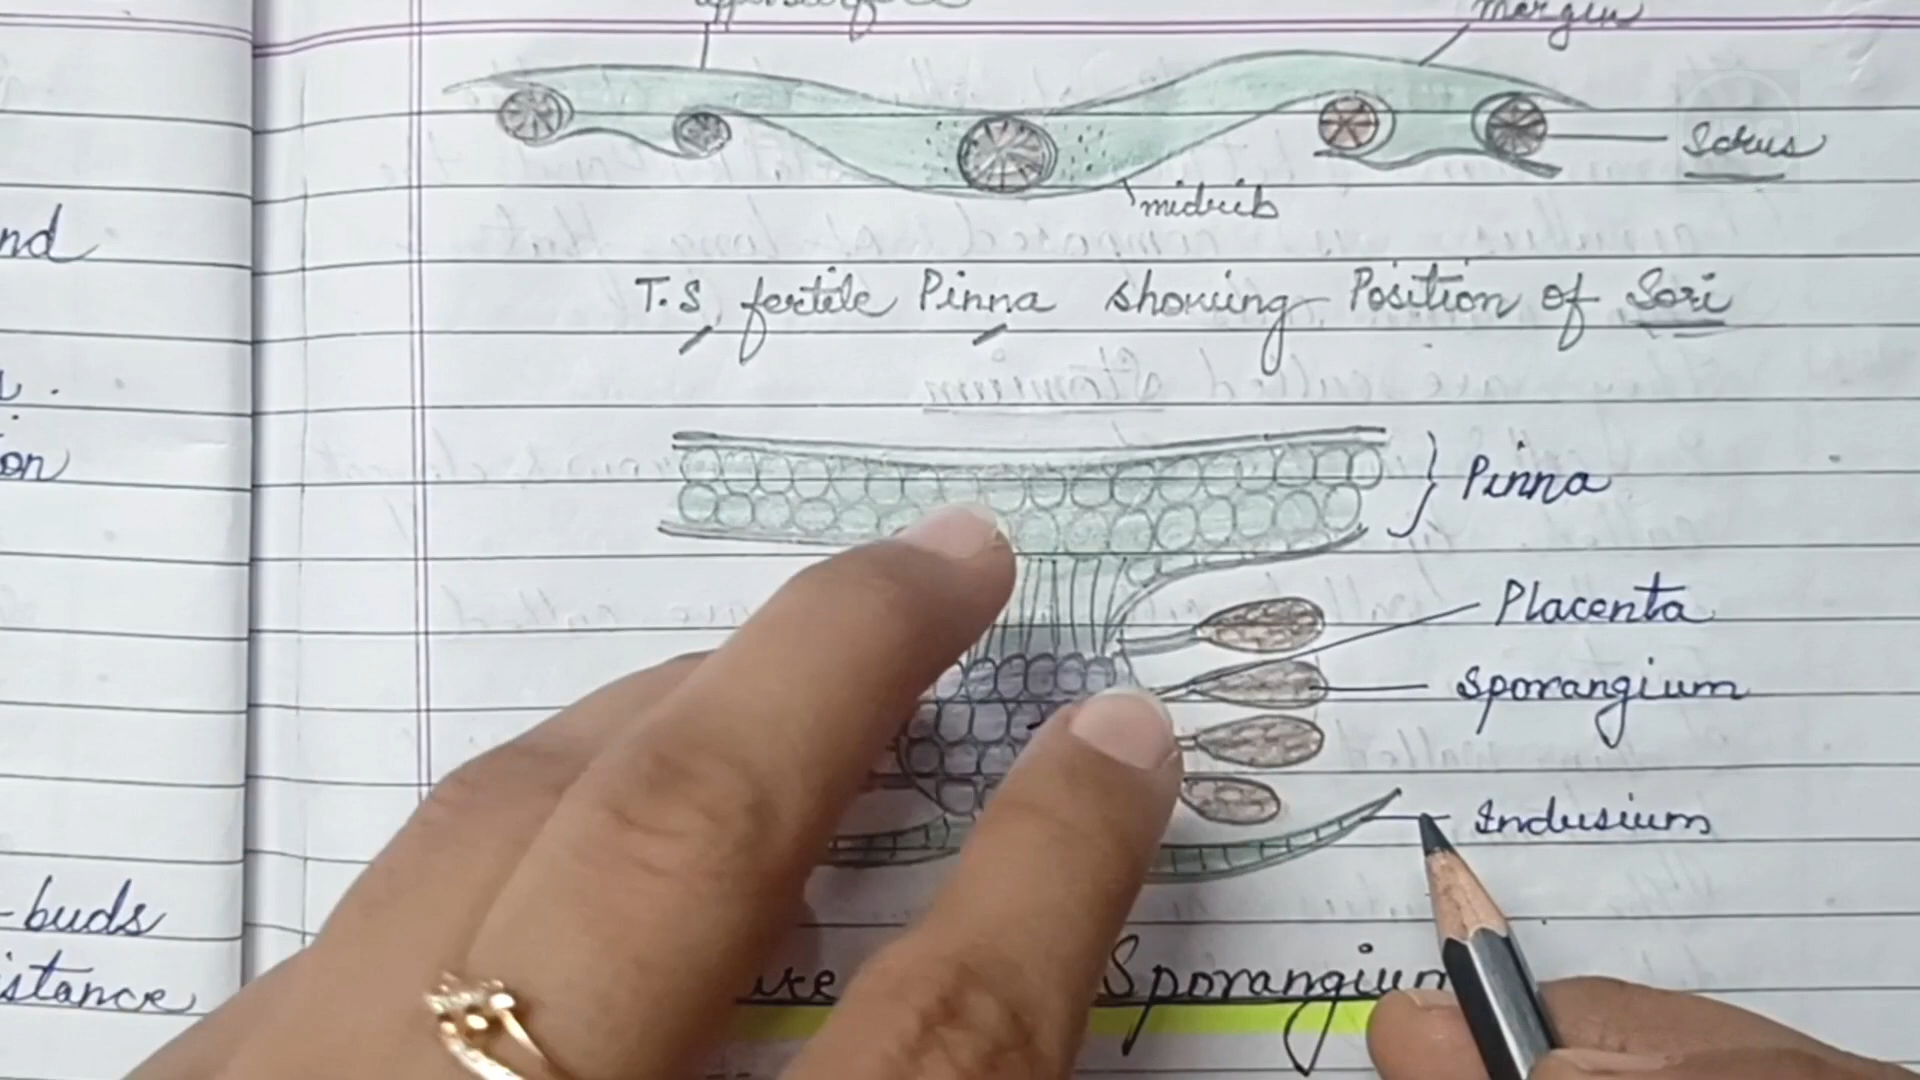 margin
Sorus
midrib
T.S, fertile Pinna showing Position of Sori
Pinna
Placenta
Sporangium
Indusium
Sporangium
nd
on
-buds
istance